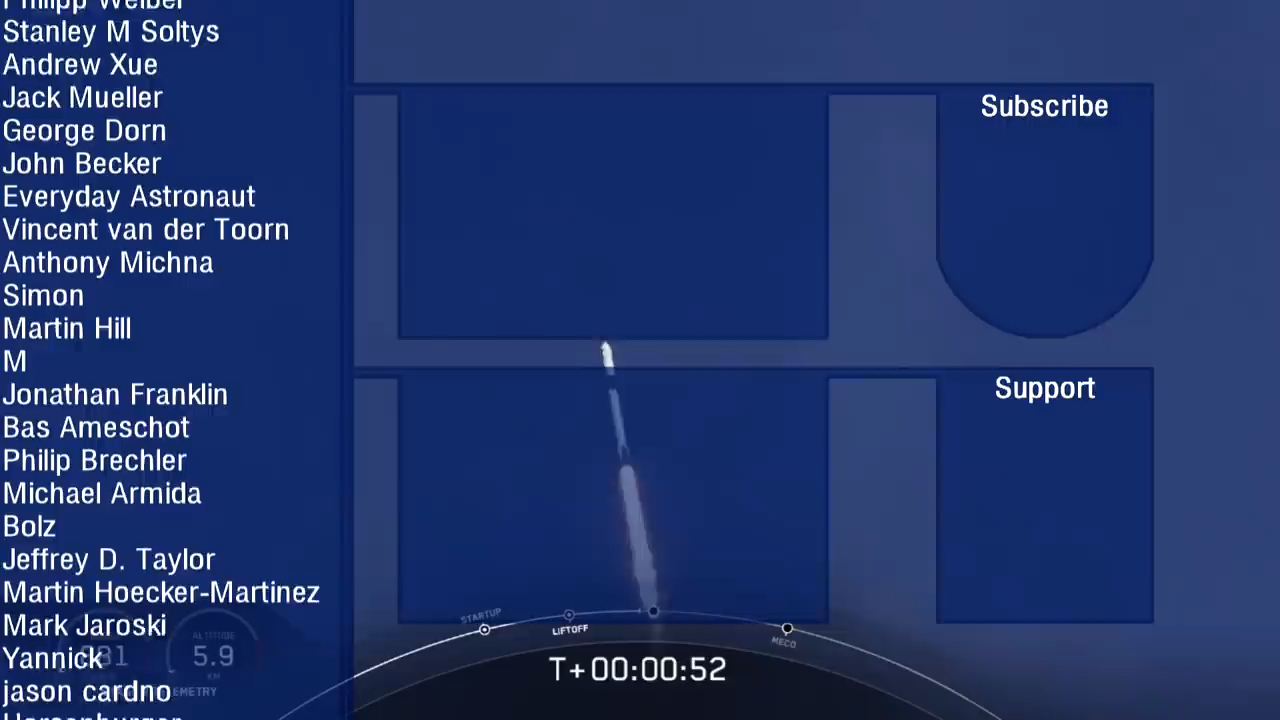 Stanley M Soltys
Andrew Xue
Jack Mueller
George Dorn
John Becker
Everyday Astronaut
Vincent van der Toorn
Anthony Michna
Simon
Martin Hill
M
Jonathan Franklin
Bas Ameschot
Philip Brechler
Michael Armida
Bolz
Jeffrey D. Taylor
Martin Hoecker-Martinez
Mark Jaroski
Yannick
jason cardno
Subscribe
Support
STARTUP
LIFTOFF
MECO
T+00:00:52
ALTITUDE
5.9
KM